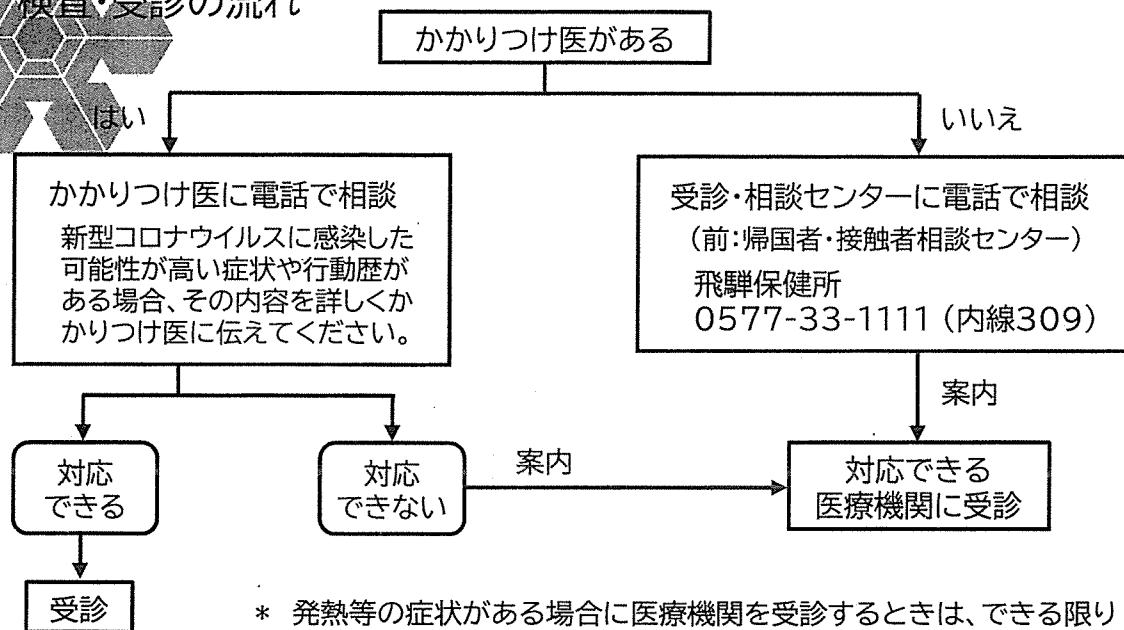 検査・受診の流れ
かかりつけ医がある
はい
いいえ
かかりつけ医に電話で相談
新型コロナウイルスに感染した
可能性が高い症状や行動歴が
ある場合、その内容を詳しくか
かりつけ医に伝えてください。
受診・相談センターに電話で相談
（前：帰国者・接触者相談センター）
飛騨保健所
0577-33-1111（内線309）
案内
対応
できる
対応
できない
案内
対応できる
医療機関に受診
受診
* 発熱等の症状がある場合に医療機関を受診するときは、できる限り